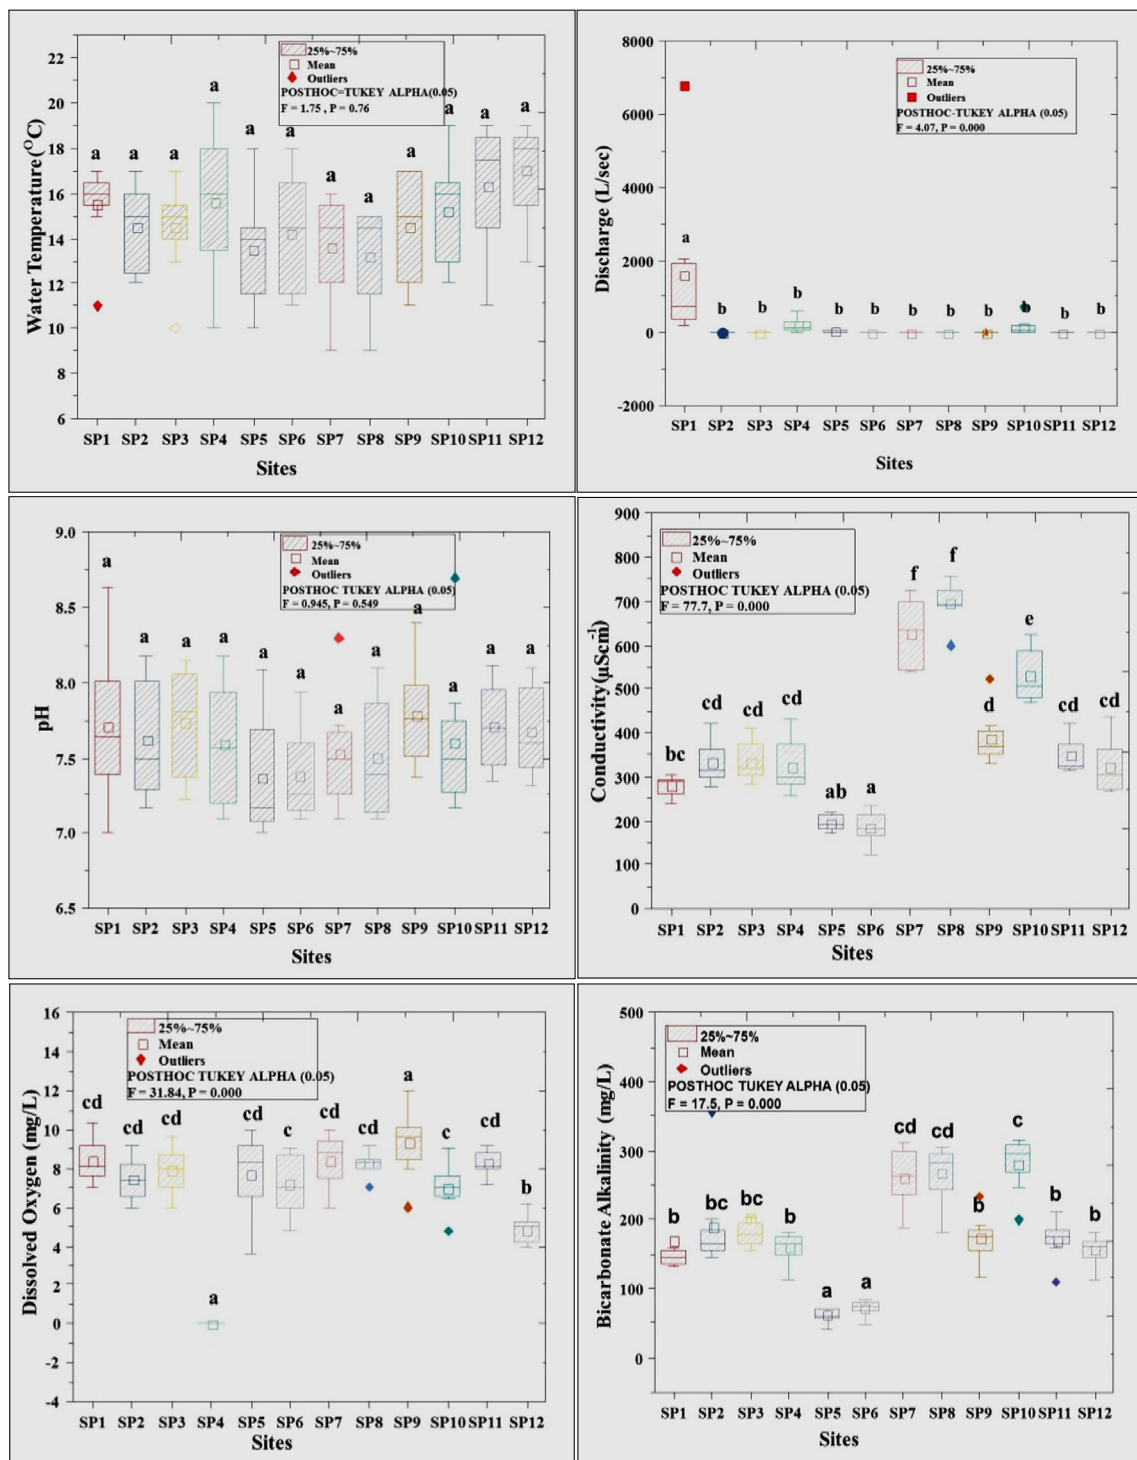 22
20
18
16
14
12
10
8
6
Water Temperature(OC)
25%~75%
Mean
Outliers
POSTHOC=TUKEY ALPHA(0.05)
F = 1.75 , P = 0.76
a a a a a a a a a a a a
SP1 SP2 SP3 SP4 SP5 SP6 SP7 SP8 SP9 SP10 SP11 SP12
Sites
8000
6000
4000
2000
0
-2000
Discharge (L/sec)
25%~75%
Mean
Outliers
POSTHOC-TUKEY ALPHA (0.05)
F = 4.07, P = 0.000
a b b b b b b b b b b b
SP1 SP2 SP3 SP4 SP5 SP6 SP7 SP8 SP9 SP10 SP11 SP12
Sites
9.0
8.5
8.0
7.5
7.0
6.5
pH
25%~75%
Mean
Outliers
POSTHOC TUKEY ALPHA (0.05)
F = 0.945, P = 0.549
a a a a a a a a a a a a
SP1 SP2 SP3 SP4 SP5 SP6 SP7 SP8 SP9 SP10 SP11 SP12
Sites
900
800
700
600
500
400
300
200
100
0
Conductivity(µScm-1)
25%~75%
Mean
Outliers
POSTHOC TUKEY ALPHA (0.05)
F = 77.7, P = 0.000
bc cd cd cd ab a f f d e cd cd
SP1 SP2 SP3 SP4 SP5 SP6 SP7 SP8 SP9 SP10 SP11 SP12
Sites
16
14
12
10
8
6
4
2
0
-2
-4
Dissolved Oxygen (mg/L)
25%~75%
Mean
Outliers
POSTHOC TUKEY ALPHA (0.05)
F = 31.84, P = 0.000
cd cd cd a cd c cd cd a c cd b
SP1 SP2 SP3 SP4 SP5 SP6 SP7 SP8 SP9 SP10 SP11 SP12
Sites
500
400
300
200
100
0
Bicarbonate Alkalinity (mg/L)
25%~75%
Mean
Outliers
POSTHOC TUKEY ALPHA (0.05)
F = 17.5, P = 0.000
b bc bc b a a cd cd b c b b
SP1 SP2 SP3 SP4 SP5 SP6 SP7 SP8 SP9 SP10 SP11 SP12
Sites